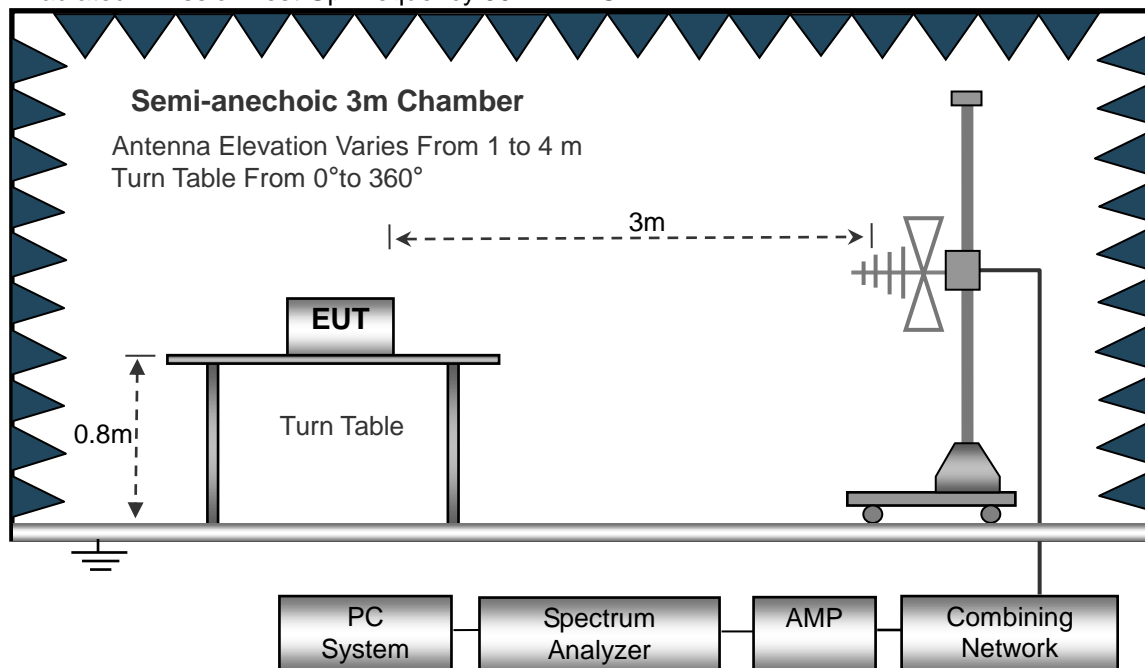 Semi-anechoic 3m Chamber
Antenna Elevation Varies From 1 to 4 m
Turn Table From 0°to 360°
3m
EUT
0.8m
Turn Table
PC
System
Spectrum
Analyzer
AMP
Combining
Network